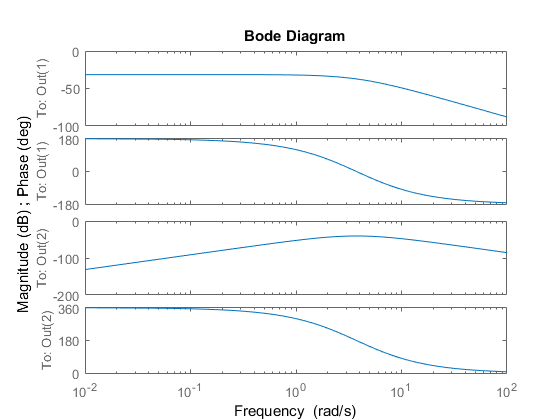 Bode Diagram
Magnitude (dB) ; Phase (deg)
To: Out(1)
0
-50
-100
To: Out(1)
180
0
-180
To: Out(2)
0
-100
-200
To: Out(2)
360
180
0
10^-2 10^-1 10^0 10^1 10^2
Frequency (rad/s)